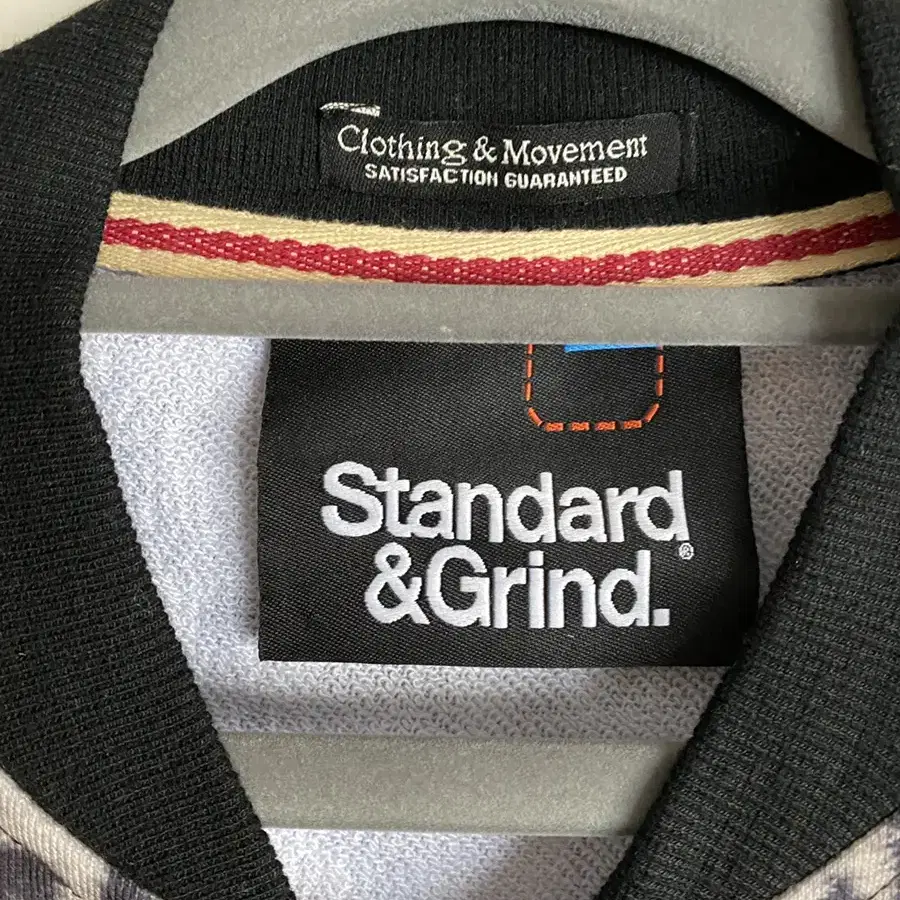 Clothing & Movement
SATISFACTION GUARANTEED
Standard
&Grind.®